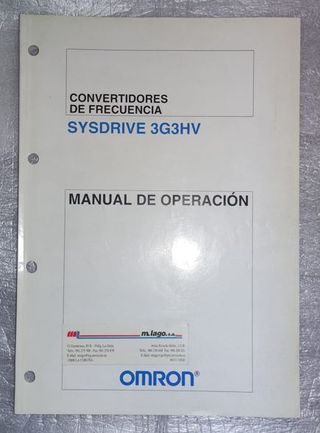 CONVERTIDORES
DE FRECUENCIA
SYSDRIVE 3G3HV
MANUAL DE OPERACIÓN
m.lago, s.a.
OMRON®